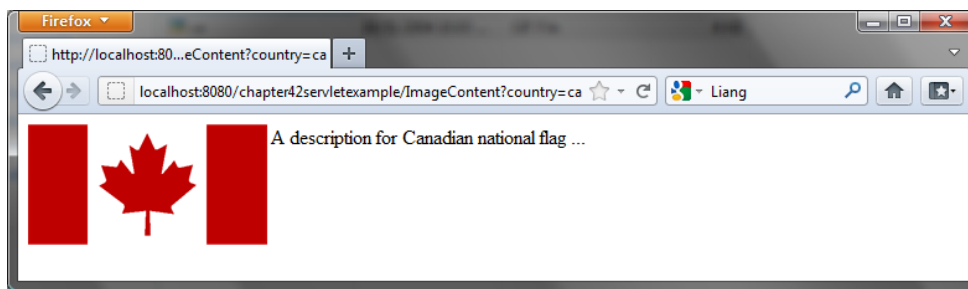 Firefox
http://localhost:80...eContent?country=ca
localhost:8080/chapter42servletexample/ImageContent?country=ca
Liang
A description for Canadian national flag ...